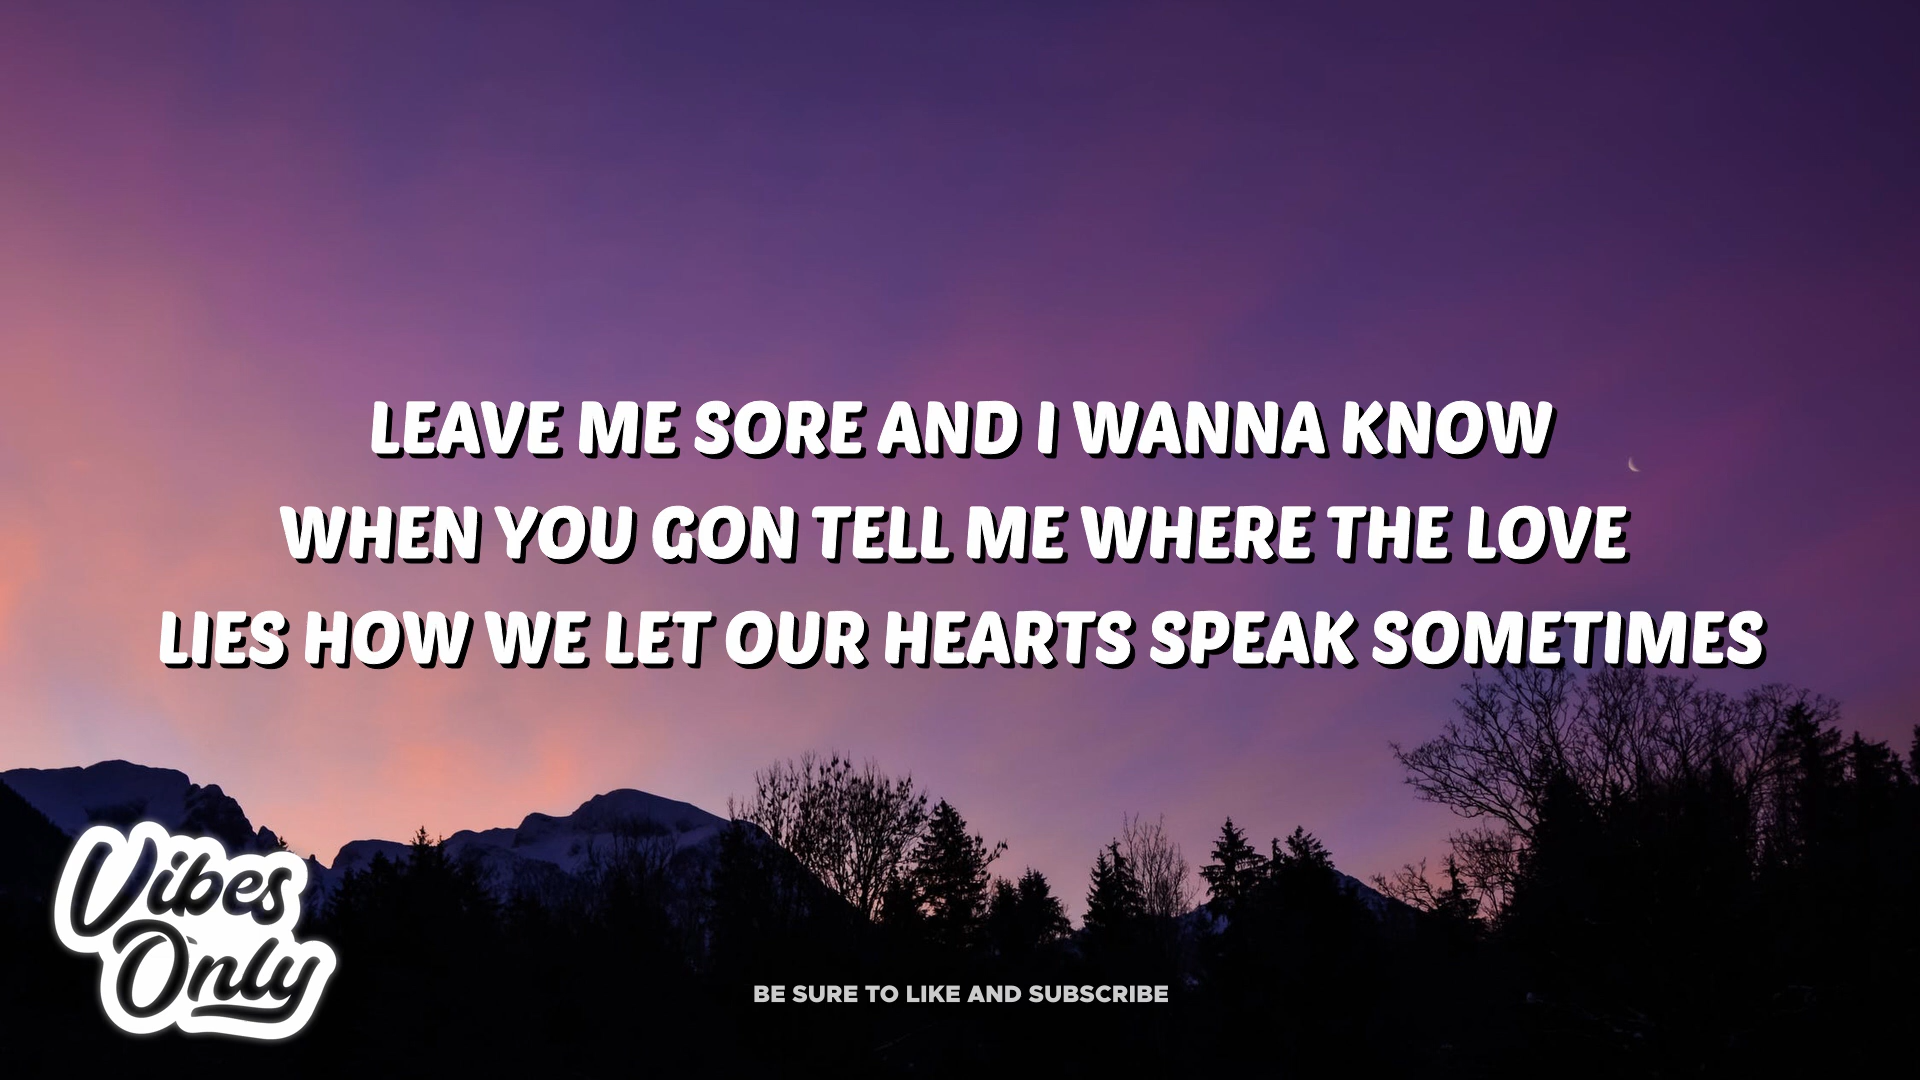 LEAVE ME SORE AND I WANNA KNOW
WHEN YOU GON TELL ME WHERE THE LOVE
LIES HOW WE LET OUR HEARTS SPEAK SOMETIMES
Vibes
Only
BE SURE TO LIKE AND SUBSCRIBE